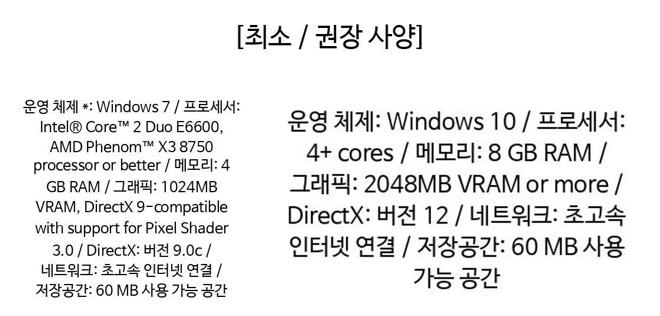 [최소 / 권장 사양]
운영 체제 *: Windows 7 / 프로세서:
Intel® Core™ 2 Duo E6600,
AMD Phenom™ X3 8750
processor or better / 메모리: 4
GB RAM / 그래픽: 1024MB
VRAM, DirectX 9-compatible
with support for Pixel Shader
3.0 / DirectX: 버전 9.0c /
네트워크: 초고속 인터넷 연결 /
저장공간: 60 MB 사용 가능 공간
운영 체제: Windows 10 / 프로세서:
4+ cores / 메모리: 8 GB RAM /
그래픽: 2048MB VRAM or more /
DirectX: 버전 12 / 네트워크: 초고속
인터넷 연결 / 저장공간: 60 MB 사용
가능 공간